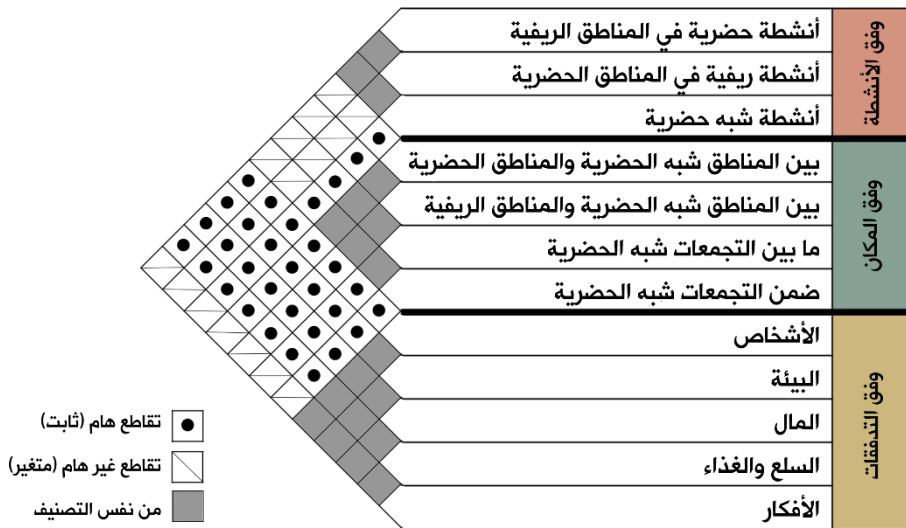 وفق الأنشطة
أنشطة حضرية في المناطق الريفية
أنشطة ريفية في المناطق الحضرية
أنشطة شبه حضرية
وفق المكان
بين المناطق شبه الحضرية والمناطق الحضرية
بين المناطق شبه الحضرية والمناطق الريفية
ما بين التجمعات شبه الحضرية
ضمن التجمعات شبه الحضرية
وفق التدفقات
الأشخاص
البيئة
المال
السلع والغذاء
الأفكار
تقاطع هام (ثابت)
تقاطع غير هام (متغير)
من نفس التصنيف